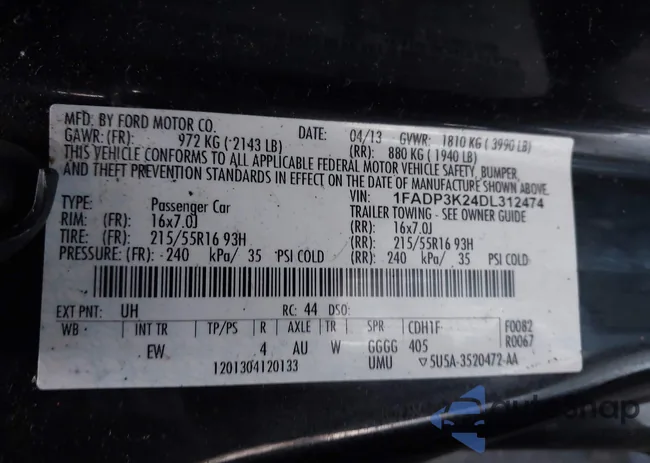 MFD. BY FORD MOTOR CO. DATE: 04/13 GVWR: 1810 KG ( 3990 LB)
GAWR: (FR): 972 KG ( 2143 LB) (RR): 880 KG ( 1940 LB)
THIS VEHICLE CONFORMS TO ALL APPLICABLE FEDERAL MOTOR VEHICLE SAFETY, BUMPER,
AND THEFT PREVENTION STANDARDS IN EFFECT ON THE DATE OF MANUFACTURE SHOWN ABOVE.
VIN: 1FADP3K24DL312474
TYPE: Passenger Car TRAILER TOWING - SEE OWNER GUIDE
RIM: (FR): 16x7.0J (RR): 16x7.0J
TIRE: (FR): 215/55R16 93H (RR): 215/55R16 93H
PRESSURE: (FR): 240 kPa/ 35 PSI COLD (RR): 240 kPa/ 35 PSI COLD
EXT PNT: UH RC: 44 DSO:
WB INT TR TP/PS R AXLE TR SPR CDH1F F0082
EW 4 AU W GGGG 405 R0067
1201304120133 UMU ▽ 5U5A-3520472-AA
autosnap